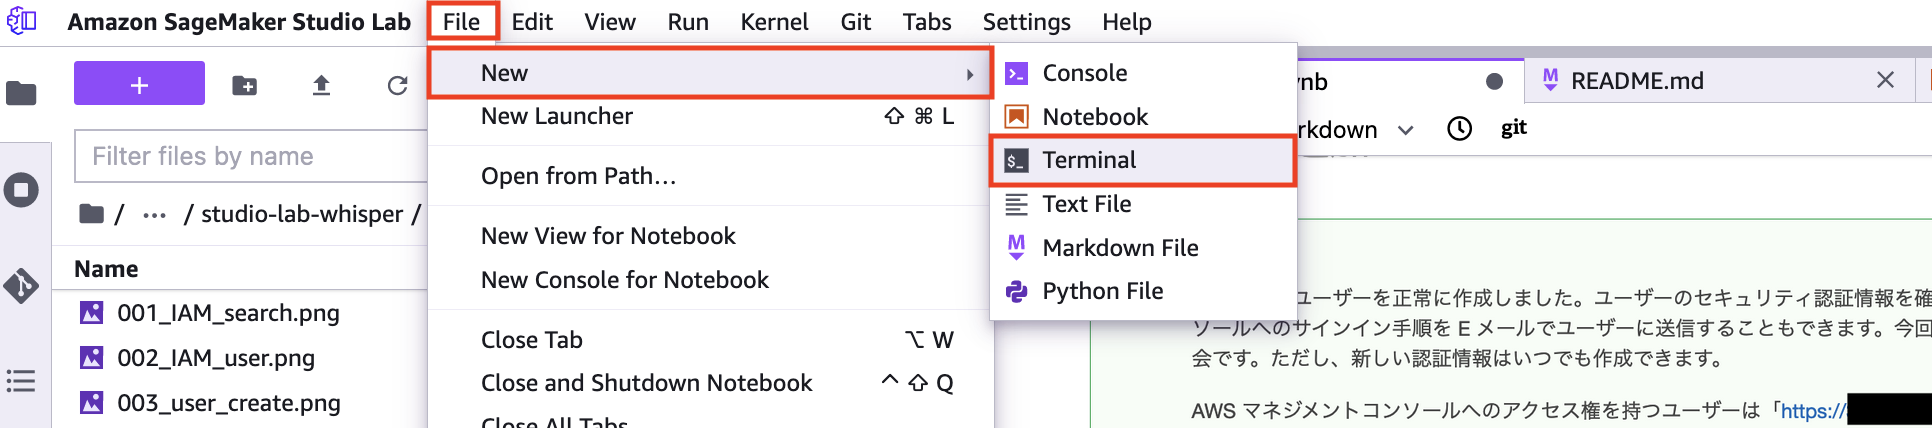 Amazon SageMaker Studio Lab File Edit View Run Kernel Git Tabs Settings Help
+
Filter files by name
/ ... / studio-lab-whisper /
Name
001_IAM_search.png
002_IAM_user.png
003_user_create.png
New
New Launcher ⇧ ⌘ L
Open from Path…
New View for Notebook
New Console for Notebook
Close Tab ⌥ W
Close and Shutdown Notebook ^ ⇧ Q
Close All Tabs
Console
Notebook
$_ Terminal
Text File
Markdown File
Python File
nb
README.md
rkdown git
ユーザーを正常に作成しました。ユーザーのセキュリティ認証情報を確
ソールへのサインイン手順を E メールでユーザーに送信することもできます。今回
会です。ただし、新しい認証情報はいつでも作成できます。
AWS マネジメントコンソールへのアクセス権を持つユーザーは「https://